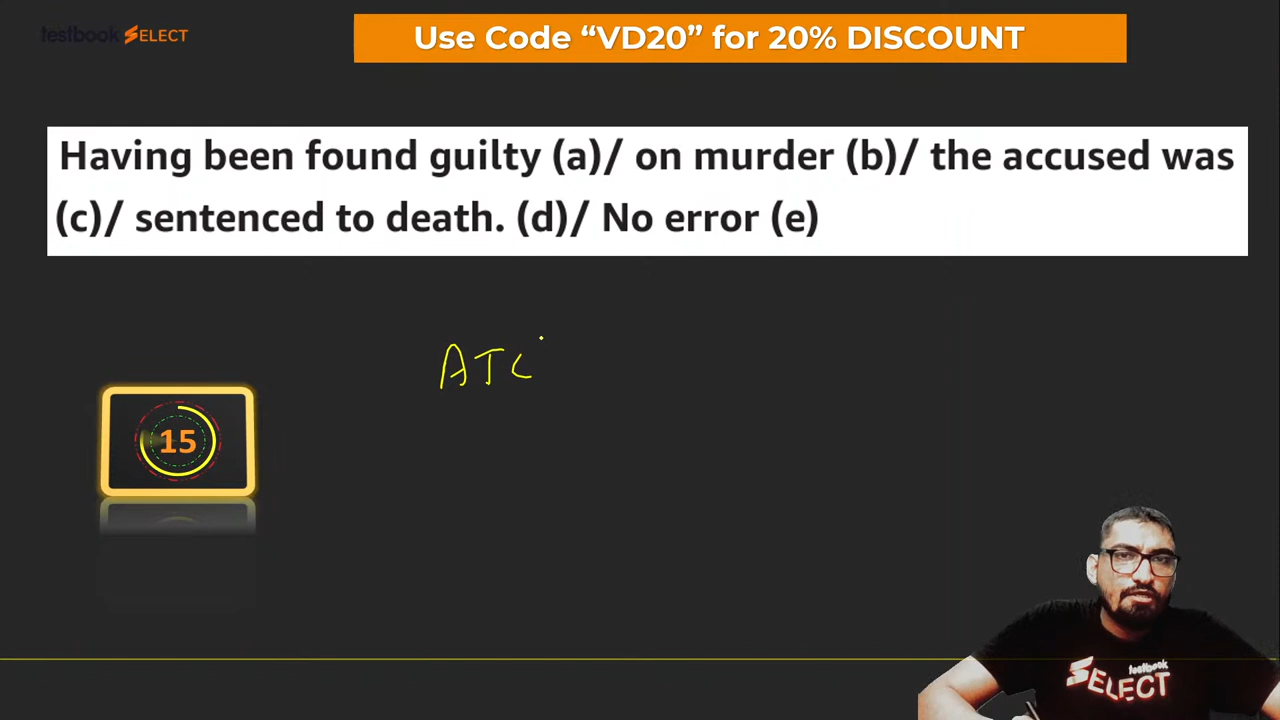 testbook SELECT
Use Code “VD20” for 20% DISCOUNT
Having been found guilty (a)/ on murder (b)/ the accused was
(c)/ sentenced to death. (d)/ No error (e)
ATC
15
testbook
SELECT